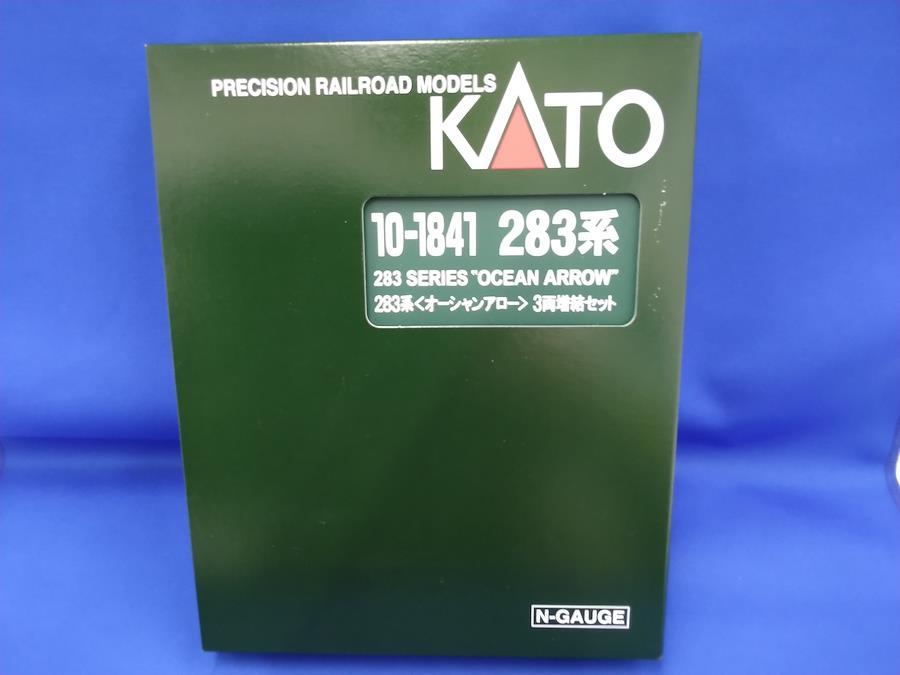 PRECISION RAILROAD MODELS
KATO
10-1841 283系
283 SERIES "OCEAN ARROW"
283系<オーシャンアロー> 3両増結セット
N-GAUGE